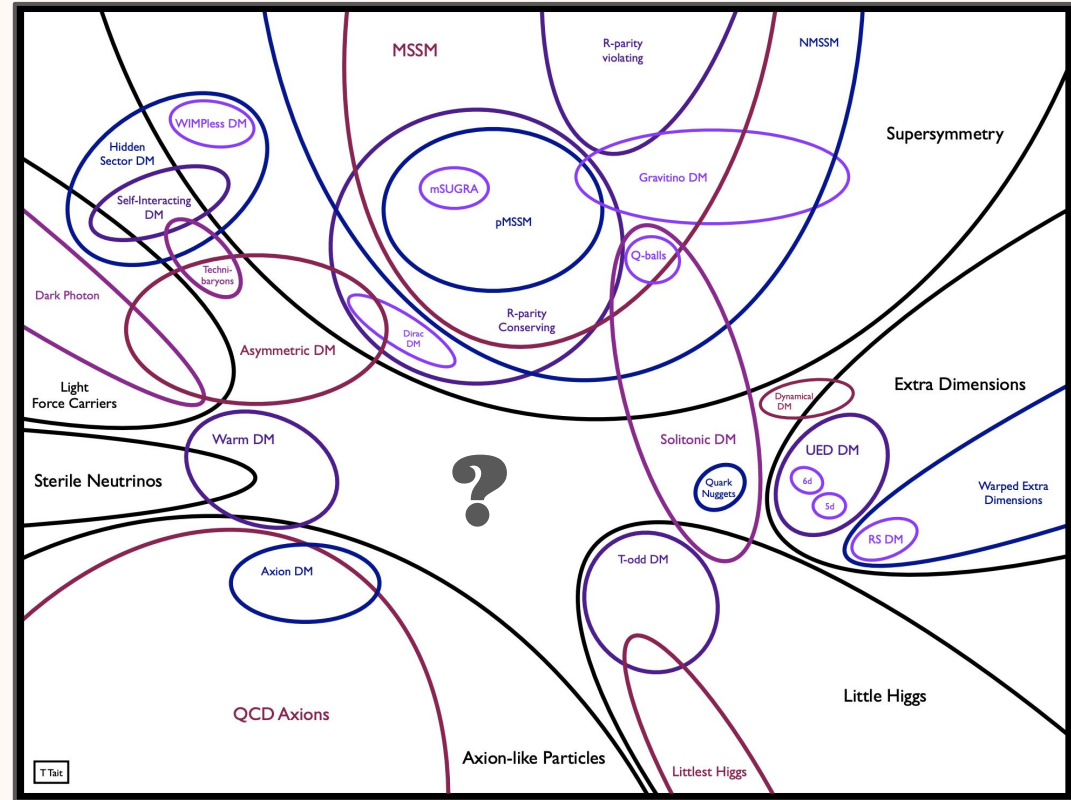 MSSM
R-parity
violating
NMSSM
Supersymmetry
WIMPless DM
Hidden
Sector DM
Self-Interacting
DM
Techni-
baryons
mSUGRA
pMSSM
Gravitino DM
Q-balls
Dark Photon
R-parity
Conserving
Dirac
DM
Asymmetric DM
Light
Force Carriers
Extra Dimensions
Dynamical
DM
Warm DM
Solitonic DM
UED DM
Sterile Neutrinos
?
Quark
Nuggets
6d
5d
Warped Extra
Dimensions
RS DM
Axion DM
T-odd DM
QCD Axions
Little Higgs
Axion-like Particles
Littlest Higgs
T Tait